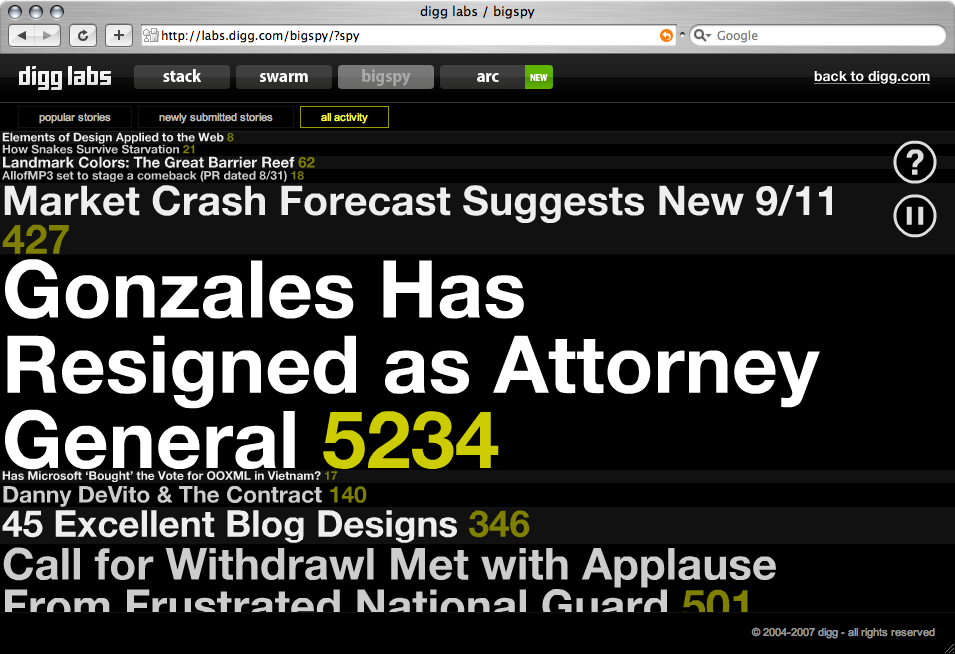 digg labs / bigspy
http://labs.digg.com/bigspy/?spy
Google
digg labs
stack
swarm
bigspy
arc
NEW
back to digg.com
popular stories
newly submitted stories
all activity
Elements of Design Applied to the Web 8
How Snakes Survive Starvation 21
Landmark Colors: The Great Barrier Reef 62
AllofMP3 set to stage a comeback (PR dated 8/31) 18
?
Market Crash Forecast Suggests New 9/11
427
Gonzales Has
Resigned as Attorney
General 5234
Has Microsoft ‘Bought’ the Vote for OOXML in Vietnam? 17
Danny DeVito & The Contract 140
45 Excellent Blog Designs 346
Call for Withdrawl Met with Applause
From Frustrated National Guard 501
© 2004-2007 digg - all rights reserved